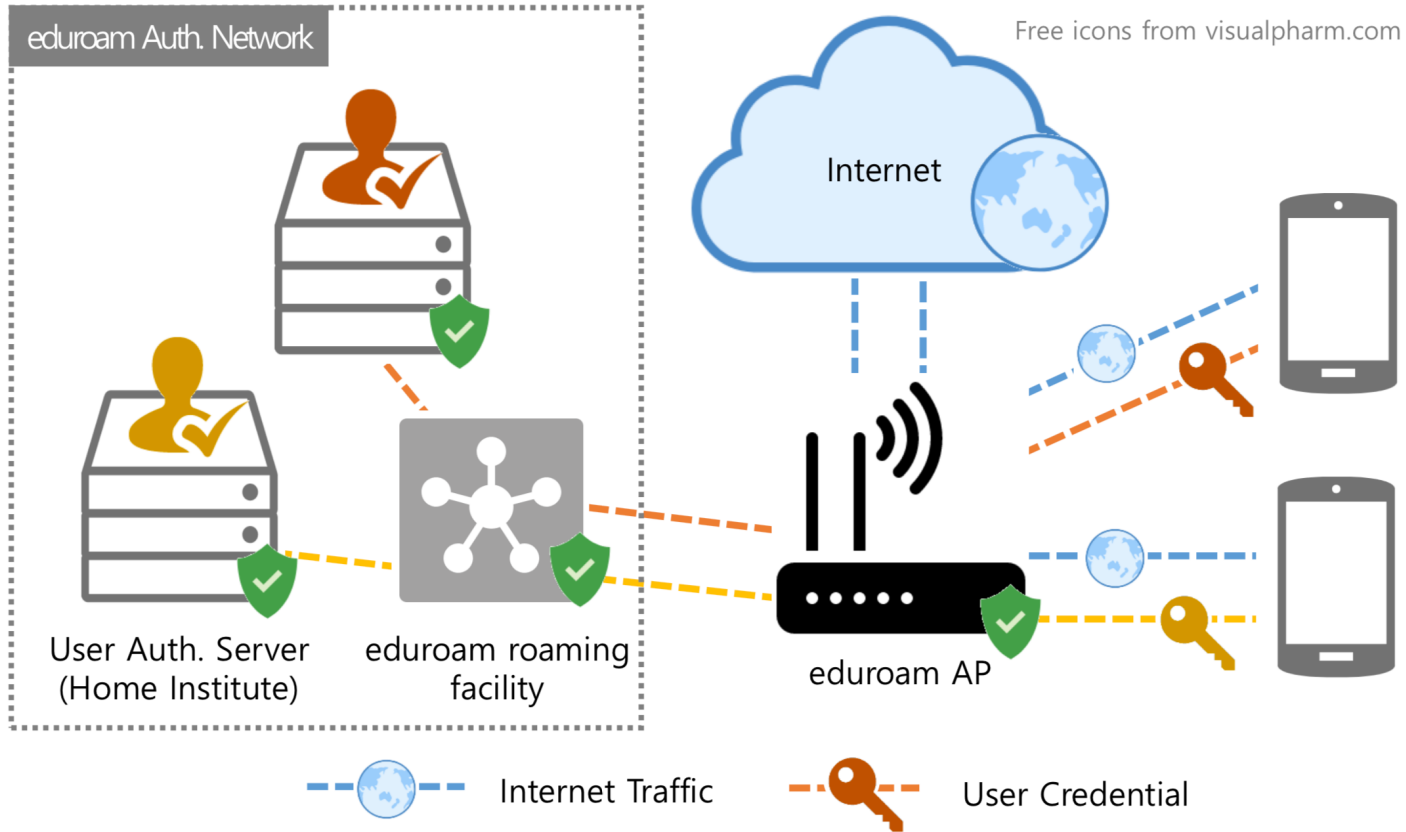 eduroam Auth. Network
Free icons from visualpharm.com
Internet
User Auth. Server
(Home Institute)
eduroam roaming
facility
eduroam AP
Internet Traffic
User Credential